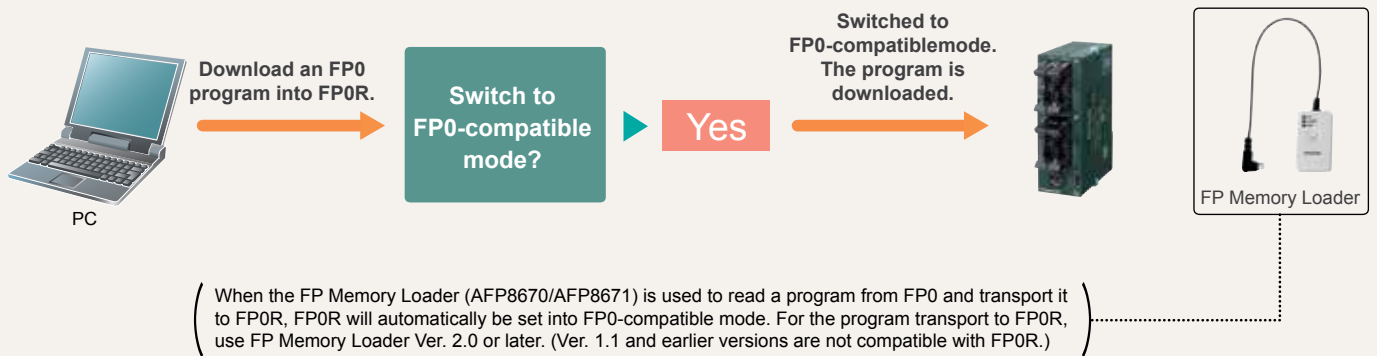 Download an FP0
program into FP0R.
Switch to
FP0-compatible
mode?
Yes
Switched to
FP0-compatiblemode.
The program is
downloaded.
PC
FP Memory Loader
When the FP Memory Loader (AFP8670/AFP8671) is used to read a program from FP0 and transport it
to FP0R, FP0R will automatically be set into FP0-compatible mode. For the program transport to FP0R,
use FP Memory Loader Ver. 2.0 or later. (Ver. 1.1 and earlier versions are not compatible with FP0R.)